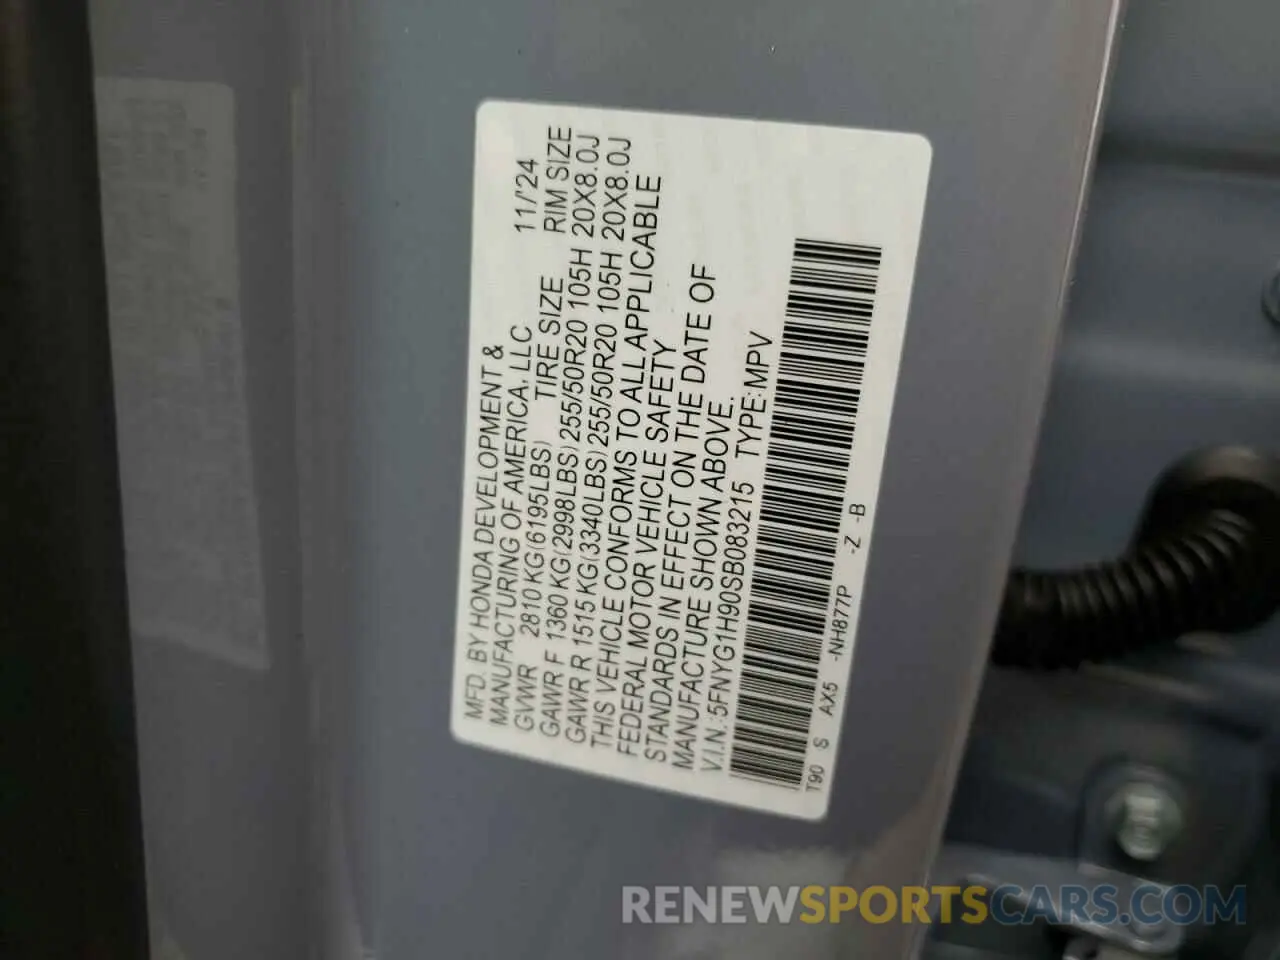 MFD. BY HONDA DEVELOPMENT &
MANUFACTURING OF AMERICA, LLC 11/'24
GVWR 2810 KG(6195LBS) TIRE SIZE RIM SIZE
GAWR F 1360 KG(2998LBS)255/50R20 105H 20X8.0J
GAWR R 1515 KG(3340LBS)255/50R20 105H 20X8.0J
THIS VEHICLE CONFORMS TO ALL APPLICABLE
FEDERAL MOTOR VEHICLE SAFETY
STANDARDS IN EFFECT ON THE DATE OF
MANUFACTURE SHOWN ABOVE.
V.I.N.:5FNYG1H90SB083215 TYPE:MPV
T90 S AX5 -NH877P -Z -B
RENEWSPORTSCARS.COM